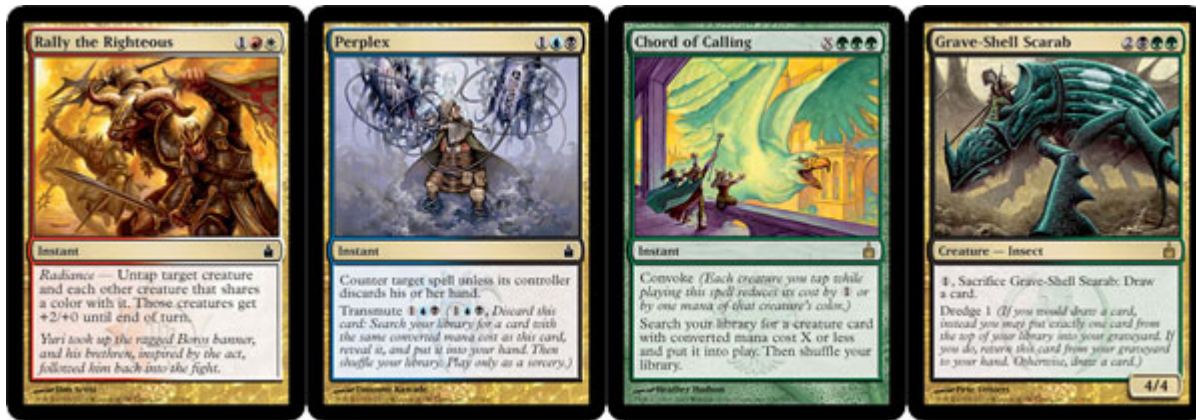 Rally the Righteous
Instant
Radiance — Untap target creature
and each other creature that shares
a color with it. Those creatures get
+2/+0 until end of turn.
Yuri took up the ragged Boros banner,
and his brethren, inspired by the act,
followed him back into the fight.
Perplex
Instant
Counter target spell unless its controller
discards his or her hand.
Transmute 1 (1, Discard this
card: Search your library for a card with
the same converted mana cost as this card,
reveal it, and put it into your hand. Then
shuffle your library. Play only as a sorcery.)
Chord of Calling
X
Instant
Convoke (Each creature you tap while
playing this spell reduces its cost by 1 or
by one mana of that creature's color.)
Search your library for a creature card
with converted mana cost X or less
and put it into play. Then shuffle your
library.
Heather Hudson
Grave-Shell Scarab
2
Creature — Insect
1, Sacrifice Grave-Shell Scarab: Draw
a card.
Dredge 1 (If you would draw a card,
instead you may put exactly one card from
the top of your library into your graveyard. If
you do, return this card from your graveyard
to your hand. Otherwise, draw a card.)
4/4